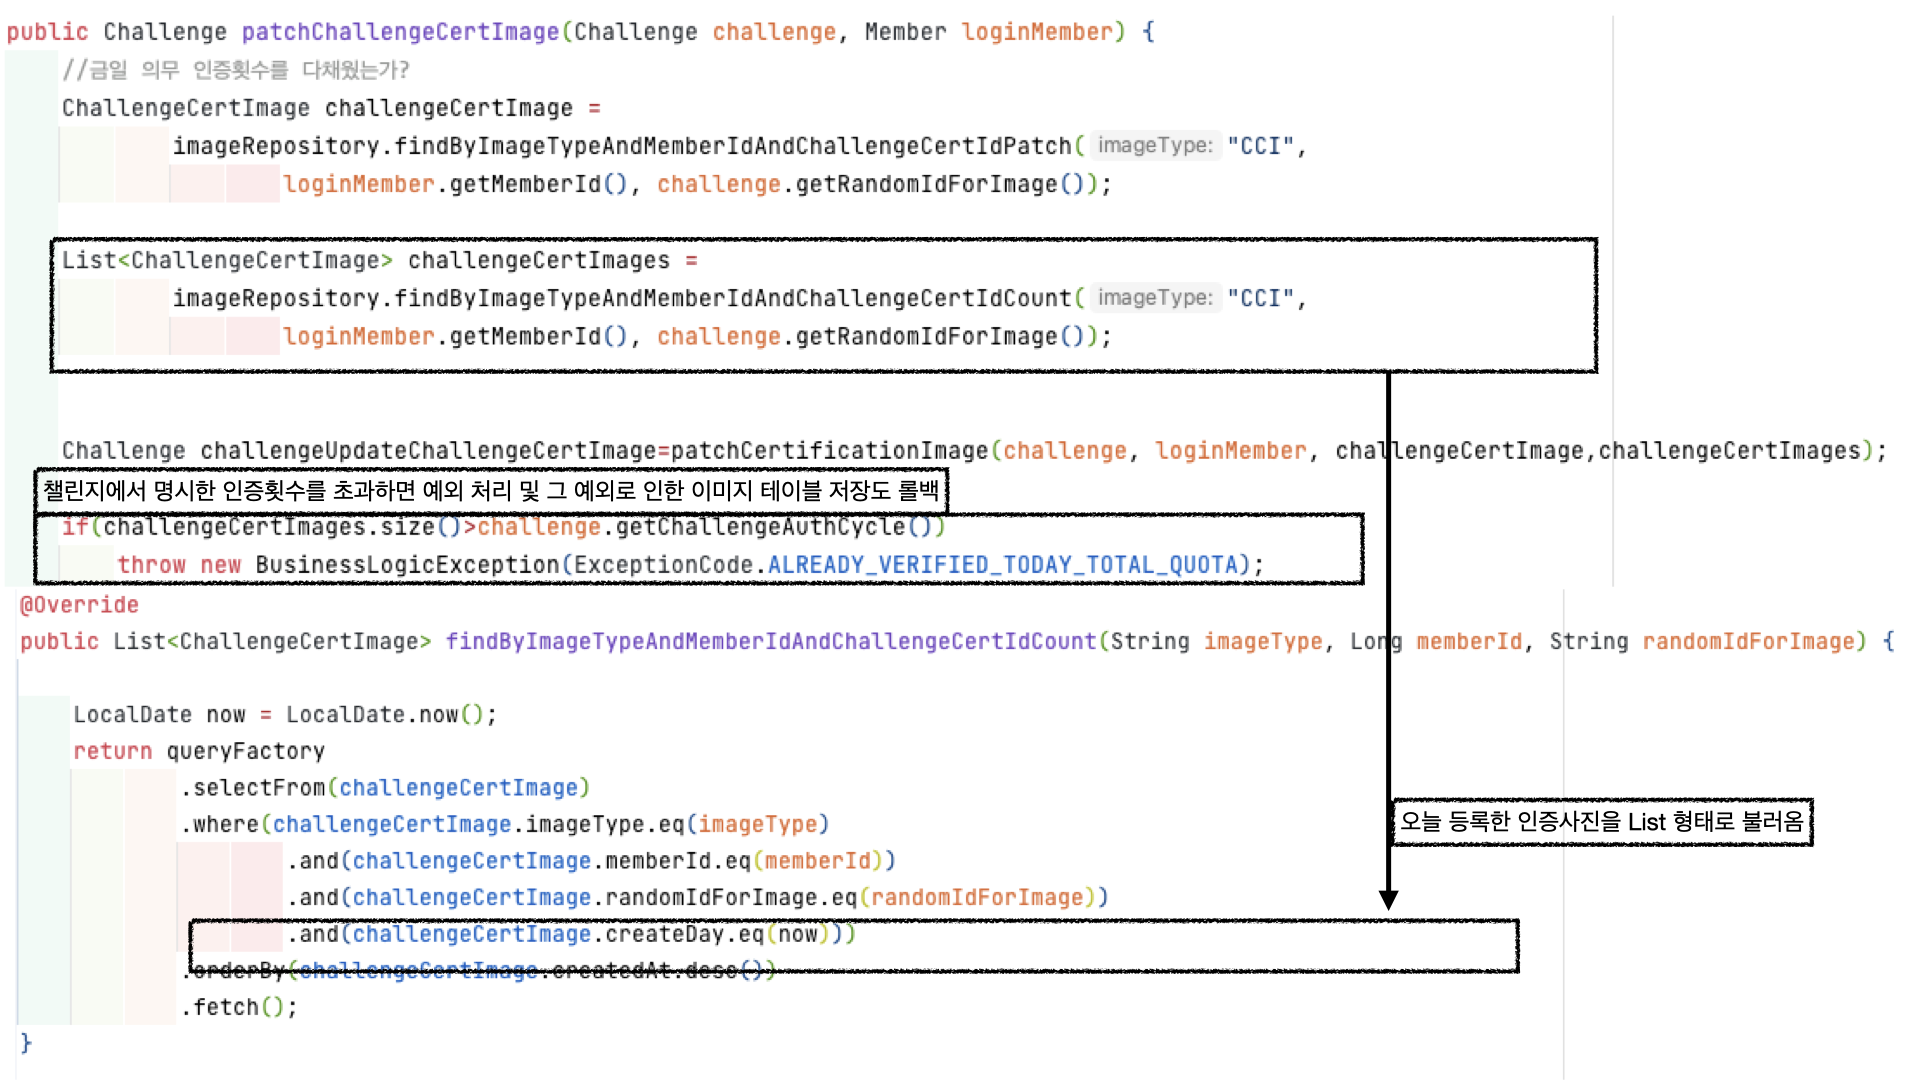 public Challenge patchChallengeCertImage(Challenge challenge, Member loginMember) {
//금일 의무 인증횟수를 다채웠는가?
ChallengeCertImage challengeCertImage =
imageRepository.findByImageTypeAndMemberIdAndChallengeCertIdPatch( imageType: "CCI",
loginMember.getMemberId(), challenge.getRandomIdForImage());
List<ChallengeCertImage> challengeCertImages =
imageRepository.findByImageTypeAndMemberIdAndChallengeCertIdCount( imageType: "CCI",
loginMember.getMemberId(), challenge.getRandomIdForImage());
Challenge challengeUpdateChallengeCertImage=patchCertificationImage(challenge, loginMember, challengeCertImage,challengeCertImages);
챌린지에서 명시한 인증횟수를 초과하면 예외 처리 및 그 예외로 인한 이미지 테이블 저장도 롤백
if(challengeCertImages.size()>challenge.getChallengeAuthCycle())
throw new BusinessLogicException(ExceptionCode.ALREADY_VERIFIED_TODAY_TOTAL_QUOTA);
@Override
public List<ChallengeCertImage> findByImageTypeAndMemberIdAndChallengeCertIdCount(String imageType, Long memberId, String randomIdForImage) {
LocalDate now = LocalDate.now();
return queryFactory
.selectFrom(challengeCertImage)
.where(challengeCertImage.imageType.eq(imageType)
오늘 등록한 인증사진을 List 형태로 불러옴
.and(challengeCertImage.memberId.eq(memberId))
.and(challengeCertImage.randomIdForImage.eq(randomIdForImage))
.and(challengeCertImage.createDay.eq(now)))
.orderBy(challengeCertImage.createdAt.desc())
.fetch();
}